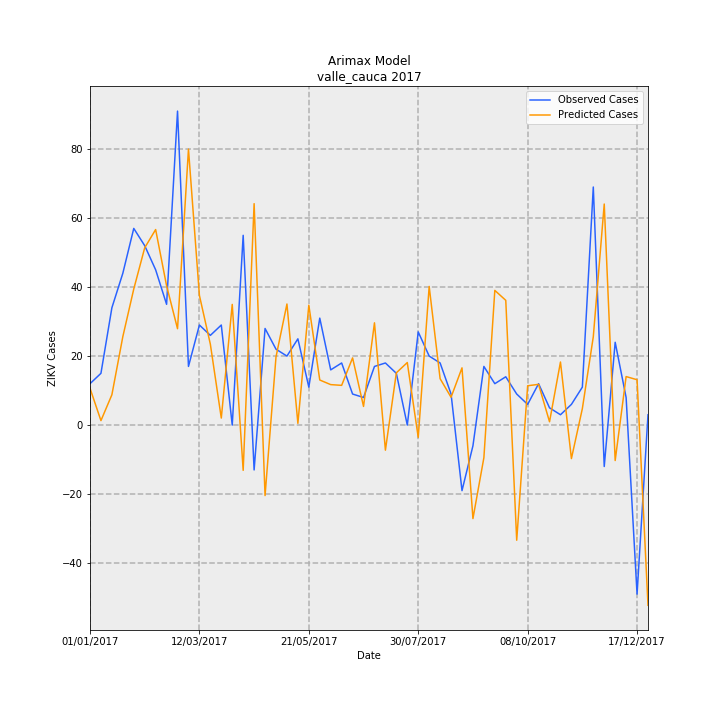 Arimax Model
valle_cauca 2017
Observed Cases
Predicted Cases
ZIKV Cases
80
60
40
20
0
−20
−40
01/01/2017
12/03/2017
21/05/2017
30/07/2017
08/10/2017
17/12/2017
Date